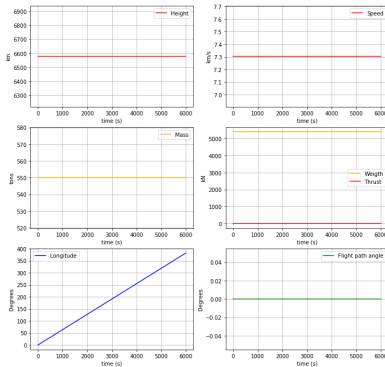 Height
km
6900
6800
6700
6600
6500
6400
6300
0 1000 2000 3000 4000 5000 6000
time (s)
Speed
km/s
7.7
7.6
7.5
7.4
7.3
7.2
7.1
7.0
0 1000 2000 3000 4000 5000 6000
time (s)
Mass
tons
580
570
560
550
540
530
520
0 1000 2000 3000 4000 5000 6000
time (s)
Weigth
Thrust
kN
5000
4000
3000
2000
1000
0
0 1000 2000 3000 4000 5000 6000
time (s)
Longitude
Degrees
400
350
300
250
200
150
100
50
0
0 1000 2000 3000 4000 5000 6000
time (s)
Flight path angle
Degrees
0.04
0.02
0.00
−0.02
−0.04
0 1000 2000 3000 4000 5000 6000
time (s)